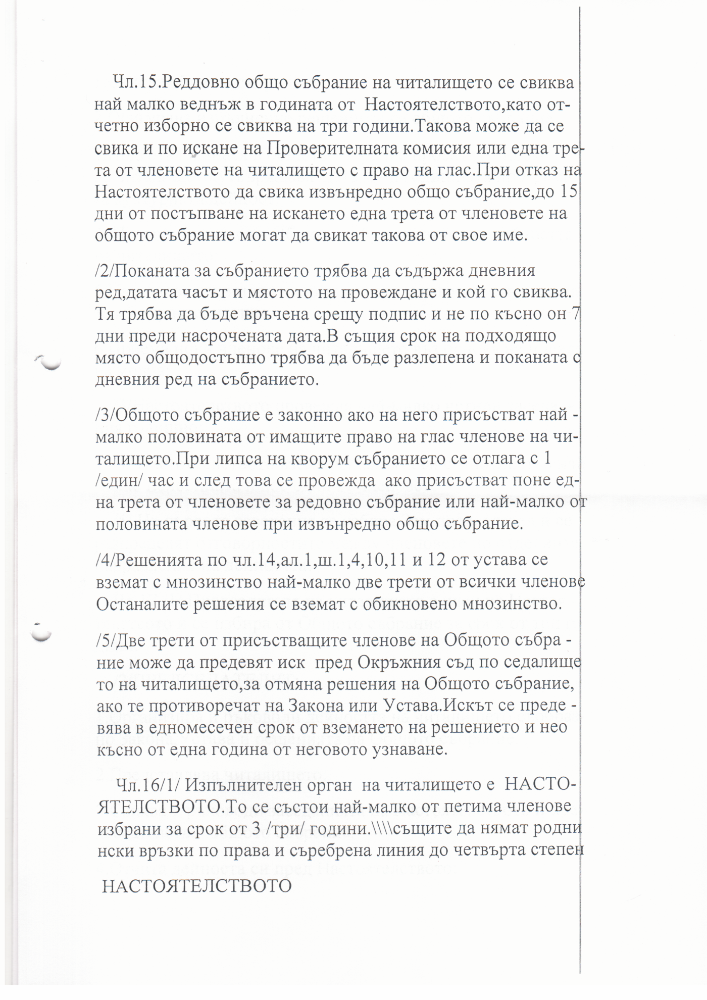 Чл.15.Реддовно общо събрание на читалището се свиква
най малко веднъж в годината от  Настоятелството,като от-
четно изборно се свиква на три години.Такова може да се
свика и по искане на Проверителната комисия или една тре-
та от членовете на читалището с право на глас.При отказ на
Настоятелството да свика извънредно общо събрание,до 15
дни от постъпване на искането една трета от членовете на
общото събрание могат да свикат такова от свое име.
/2/Поканата за събранието трябва да съдържа дневния
ред,датата часът и мястото на провеждане и кой го свиква.
Тя трябва да бъде връчена срещу подпис и не по късно он 7
дни преди насрочената дата.В същия срок на подходящо
място общодостъпно трябва да бъде разлепена и поканата с
дневния ред на събранието.
/3/Общото събрание е законно ако на него присъстват най -
малко половината от имащите право на глас членове на чи-
талището.При липса на кворум събранието се отлага с 1
/един/ час и след това се провежда  ако присъстват поне ед-
на трета от членовете за редовно събрание или най-малко от
половината членове при извънредно общо събрание.
/4/Решенията по чл.14,ал.1,ш.1,4,10,11 и 12 от устава се
вземат с мнозинство най-малко две трети от всички членове
Останалите решения се вземат с обикновено мнозинство.
/5/Две трети от присъстващите членове на Общото събра -
ние може да предевят иск  пред Окръжния съд по седалище
то на читалището,за отмяна решения на Общото събрание,
ако те противоречат на Закона или Устава.Искът се преде -
вява в едномесечен срок от вземането на решението и нео
късно от една година от неговото узнаване.
Чл.16/1/ Изпълнителен орган  на читалището е  НАСТО-
ЯТЕЛСТВОТО.То се състои най-малко от петима членове
избрани за срок от 3 /три/ години.\\\\същите да нямат родни
нски връзки по права и съребрена линия до четвърта степен
НАСТОЯТЕЛСТВОТО